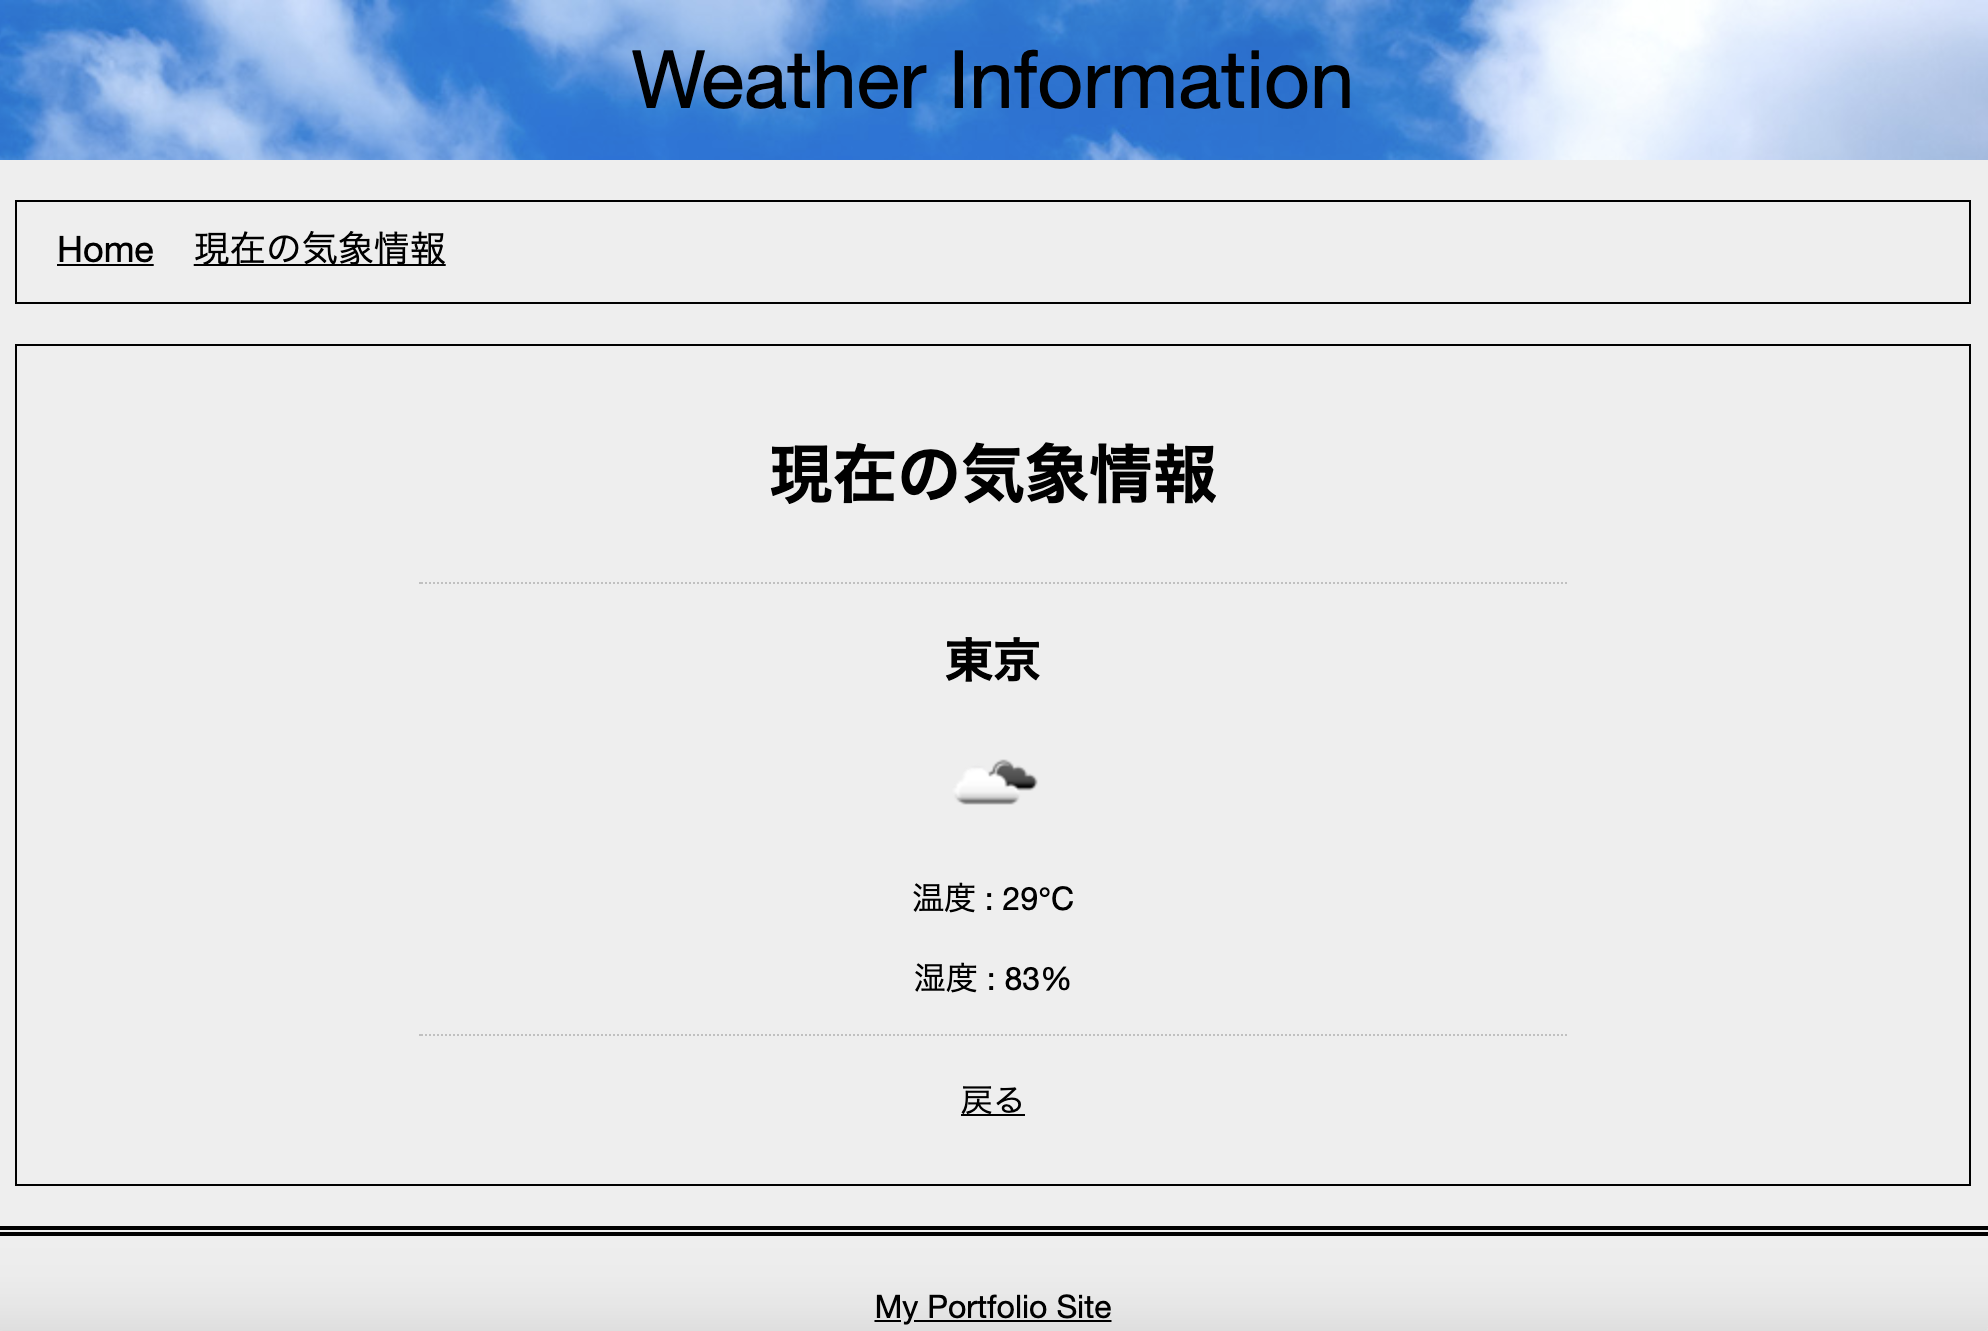 Weather Information
Home 現在の気象情報
現在の気象情報
東京
温度 : 29°C
湿度 : 83%
戻る
My Portfolio Site